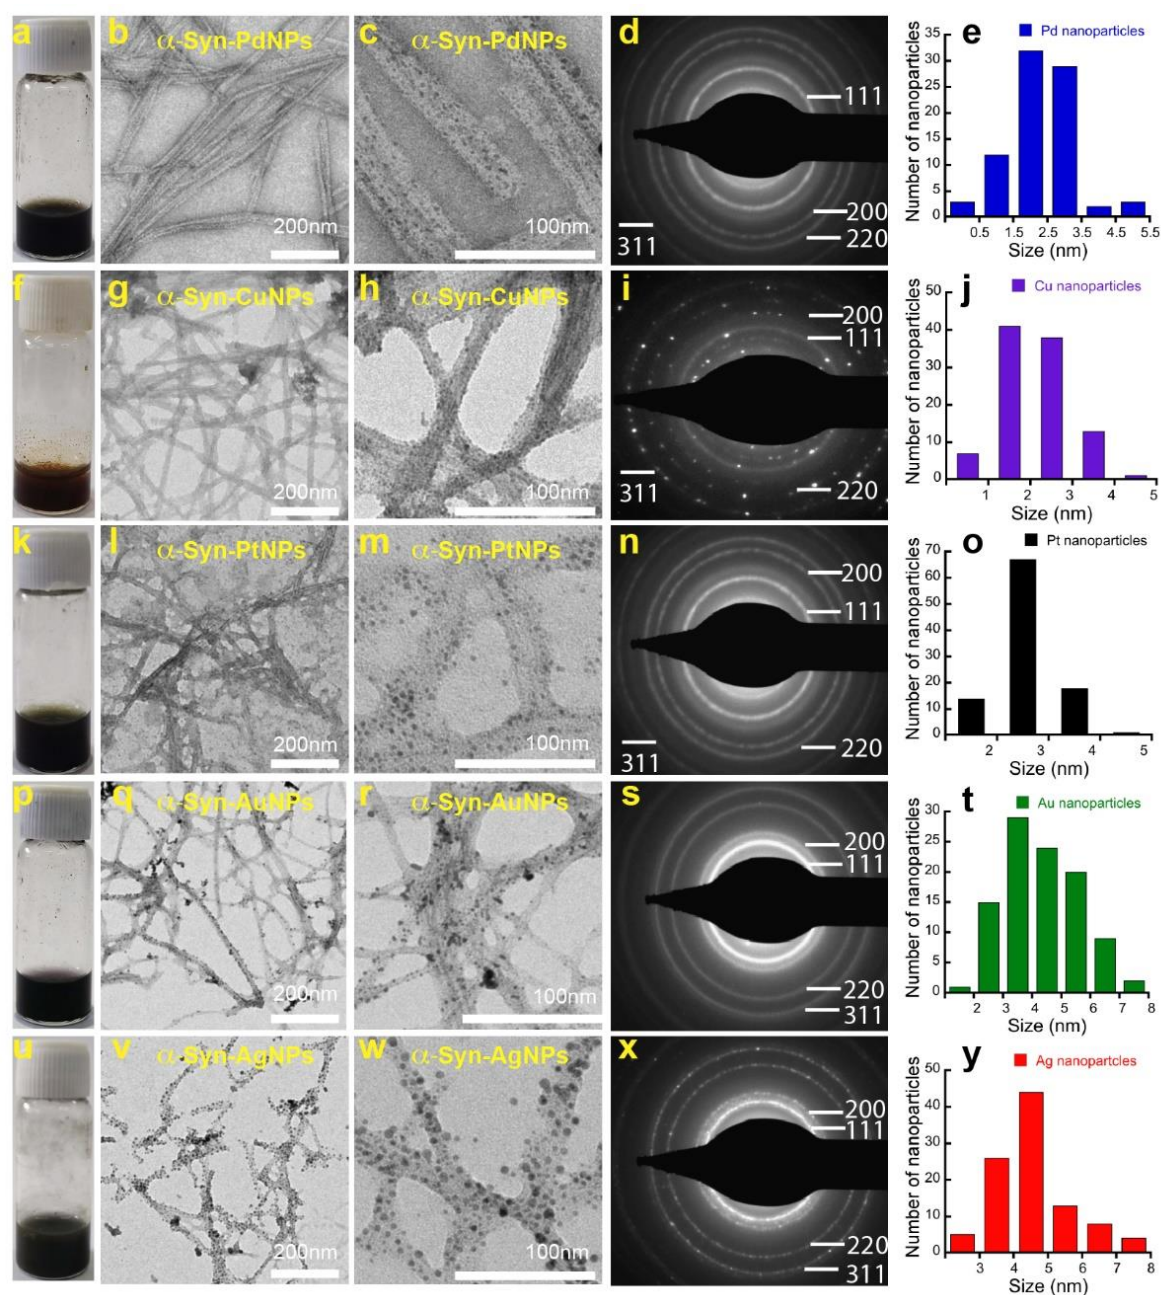 a
b α-Syn-PdNPs
200nm
c
100nm
d
111
200
220
311
e
Pd nanoparticles
Number of nanoparticles
35
30
25
20
15
10
5
0
0.5 1.5 2.5 3.5 4.5 5.5
Size (nm)
f
g α-Syn-CuNPs
200nm
h α-Syn-CuNPs
100nm
i
200
111
311
220
j
Cu nanoparticles
Number of nanoparticles
50
40
30
20
10
0
1 2 3 4 5
Size (nm)
k
l α-Syn-PtNPs
200nm
m α-Syn-PtNPs
100nm
n
200
111
220
311
o
Pt nanoparticles
Number of nanoparticles
70
60
50
40
30
20
10
0
2 3 4 5
Size (nm)
p
q α-Syn-AuNPs
200nm
r α-Syn-AuNPs
100nm
s
200
111
220
311
t
Au nanoparticles
Number of nanoparticles
30
25
20
15
10
5
0
2 3 4 5 6 7 8
Size (nm)
u
v α-Syn-AgNPs
200nm
w α-Syn-AgNPs
100nm
x
200
111
220
311
y
Ag nanopartcles
Number of nanoparticles
50
40
30
20
10
0
3 4 5 6 7 8
Size (nm)